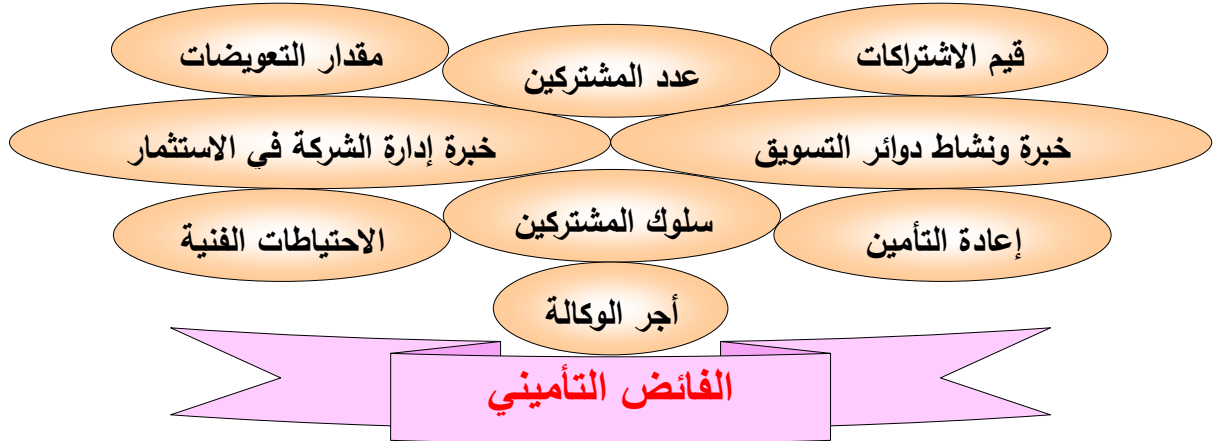 قيم الاشتراكات
عدد المشتركين
مقدار التعويضات
خبرة ونشاط دوائر التسويق
خبرة إدارة الشركة في الاستثمار
إعادة التأمين
سلوك المشتركين
الاحتياطات الفنية
أجر الوكالة
الفائض التأميني